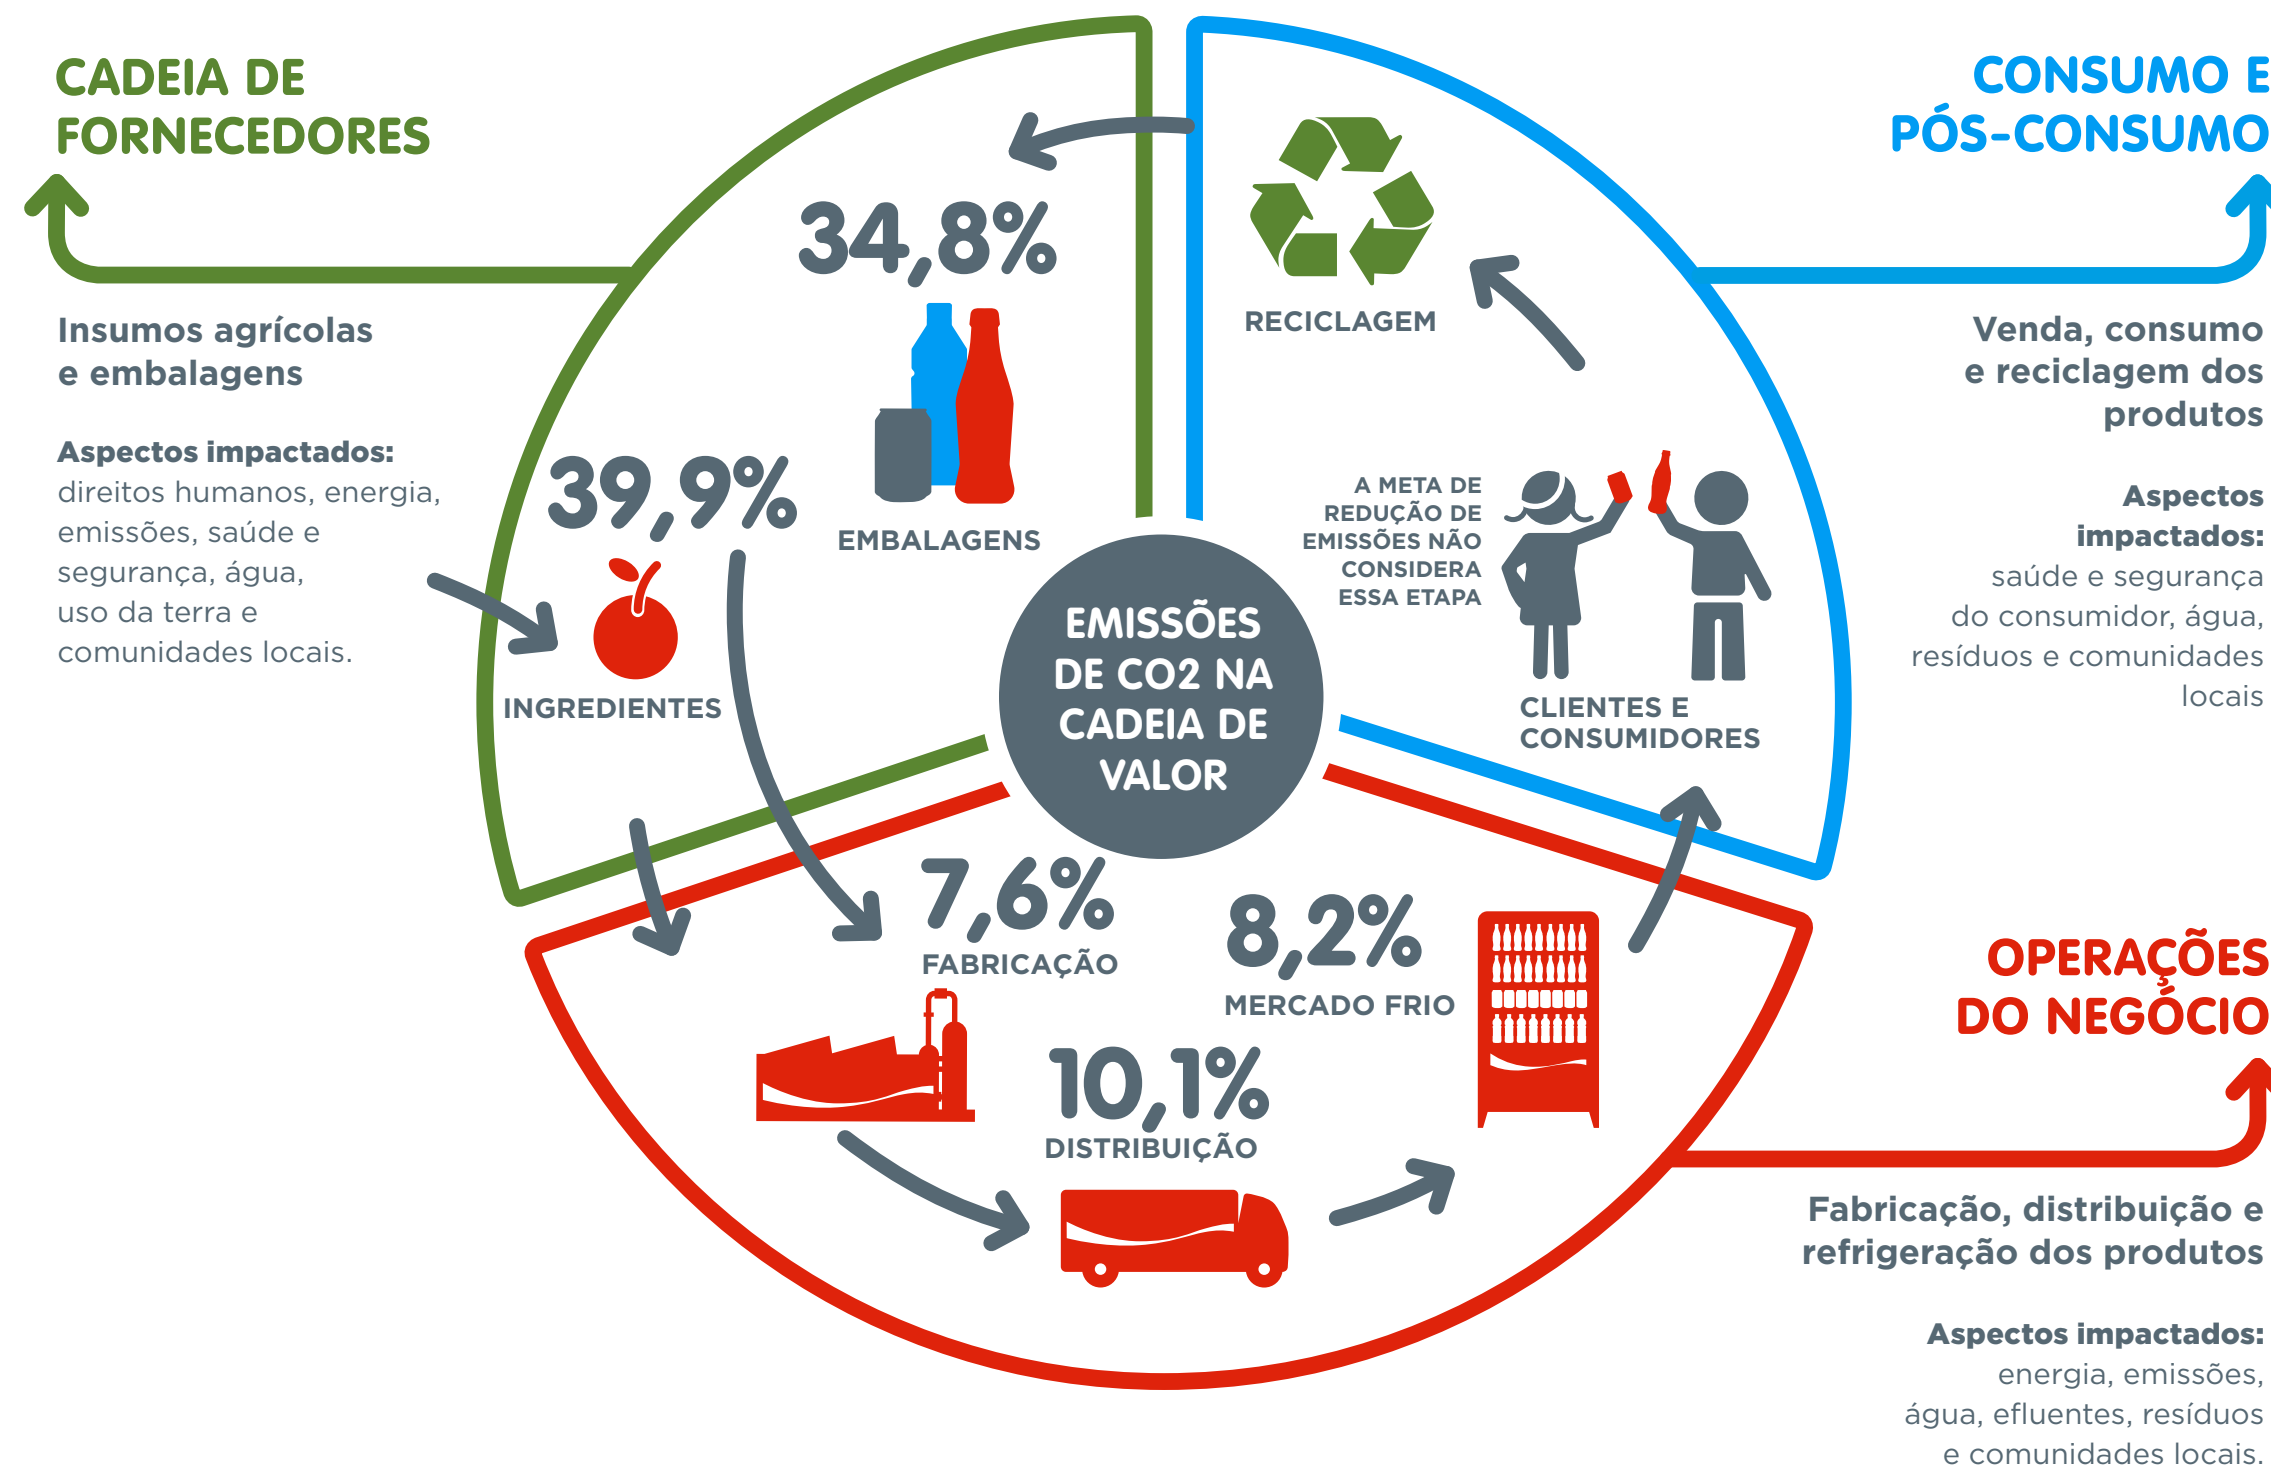 CADEIA DE
FORNECEDORES
Insumos agrícolas
e embalagens
Aspectos impactados:
direitos humanos, energia,
emissões, saúde e
segurança, água,
uso da terra e
comunidades locais.
34,8%
EMBALAGENS
39,9%
INGREDIENTES
RECICLAGEM
A META DE
REDUÇÃO DE
EMISSÕES NÃO
CONSIDERA
ESSA ETAPA
CLIENTES E
CONSUMIDORES
EMISSÕES
DE CO2 NA
CADEIA DE
VALOR
7,6%
FABRICAÇÃO
8,2%
MERCADO FRIO
10,1%
DISTRIBUIÇÃO
CONSUMO E
PÓS-CONSUMO
Venda, consumo
e reciclagem dos
produtos
Aspectos
impactados:
saúde e segurança
do consumidor, água,
resíduos e comunidades
locais
OPERAÇÕES
DO NEGÓCIO
Fabricação, distribuição e
refrigeração dos produtos
Aspectos impactados:
energia, emissões,
água, efluentes, resíduos
e comunidades locais.